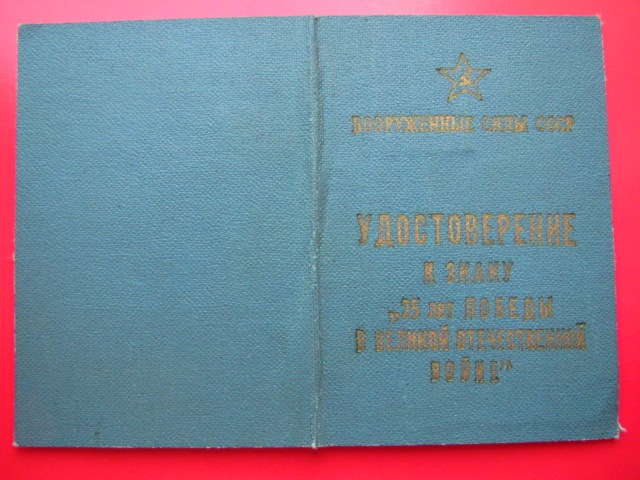 ВООРУЖЕННЫЕ СИЛЫ СССР
УДОСТОВЕРЕНИЕ
К ЗНАКУ
„25 лет ПОБЕДЫ
В ВЕЛИКОЙ ОТЕЧЕСТВЕННОЙ
ВОЙНЕ”